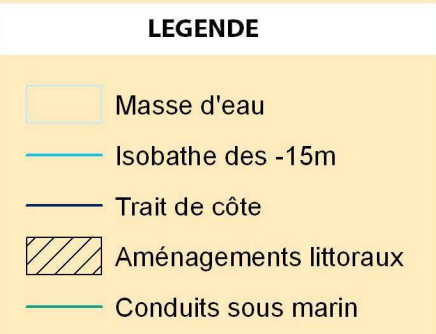 LEGENDE
Masse d'eau
Isobathe des -15m
Trait de côte
Aménagements littoraux
Conduits sous marin